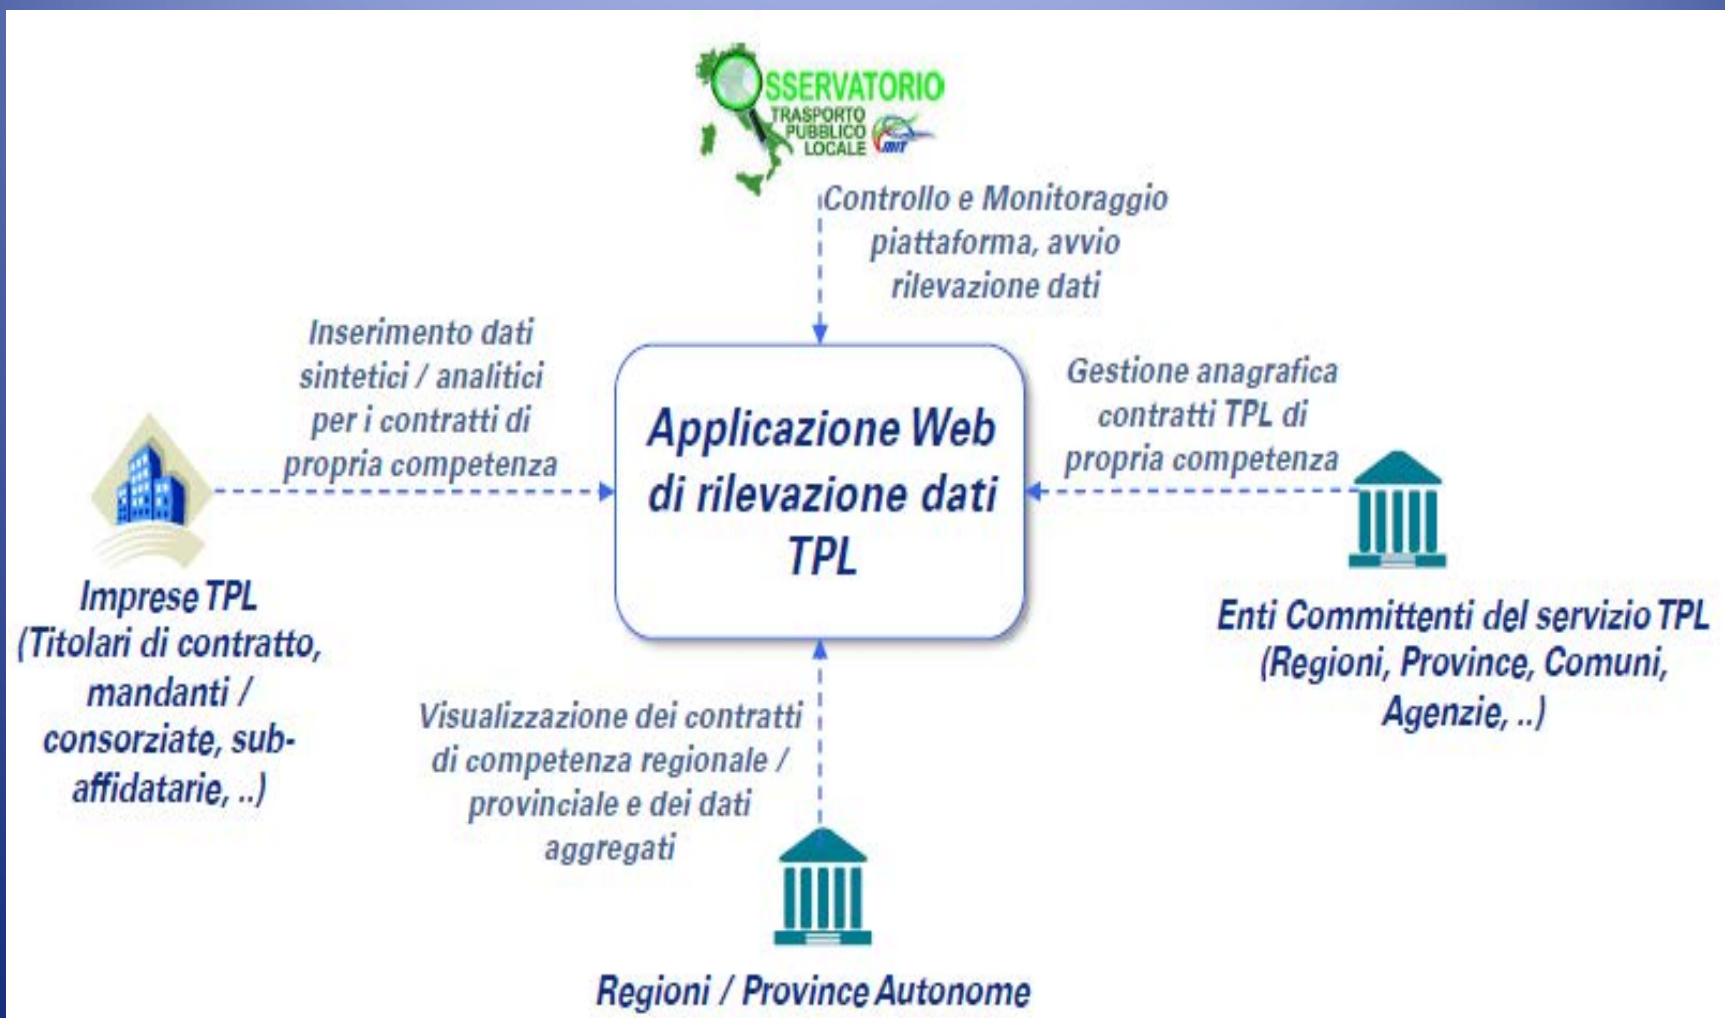 OSSERVATORIO
TRASPORTO
PUBBLICO
LOCALE MIT
Controllo e Monitoraggio
piattaforma, avvio
rilevazione dati
Inserimento dati
sintetici / analitici
per i contratti di
propria competenza
Gestione anagrafica
contratti TPL di
propria competenza
Applicazione Web
di rilevazione dati
TPL
Imprese TPL
(Titolari di contratto,
mandanti /
consorziate, sub-
affidatarie, ..)
Enti Committenti del servizio TPL
(Regioni, Province, Comuni,
Agenzie, ..)
Visualizzazione dei contratti
di competenza regionale /
provinciale e dei dati
aggregati
Regioni / Province Autonome